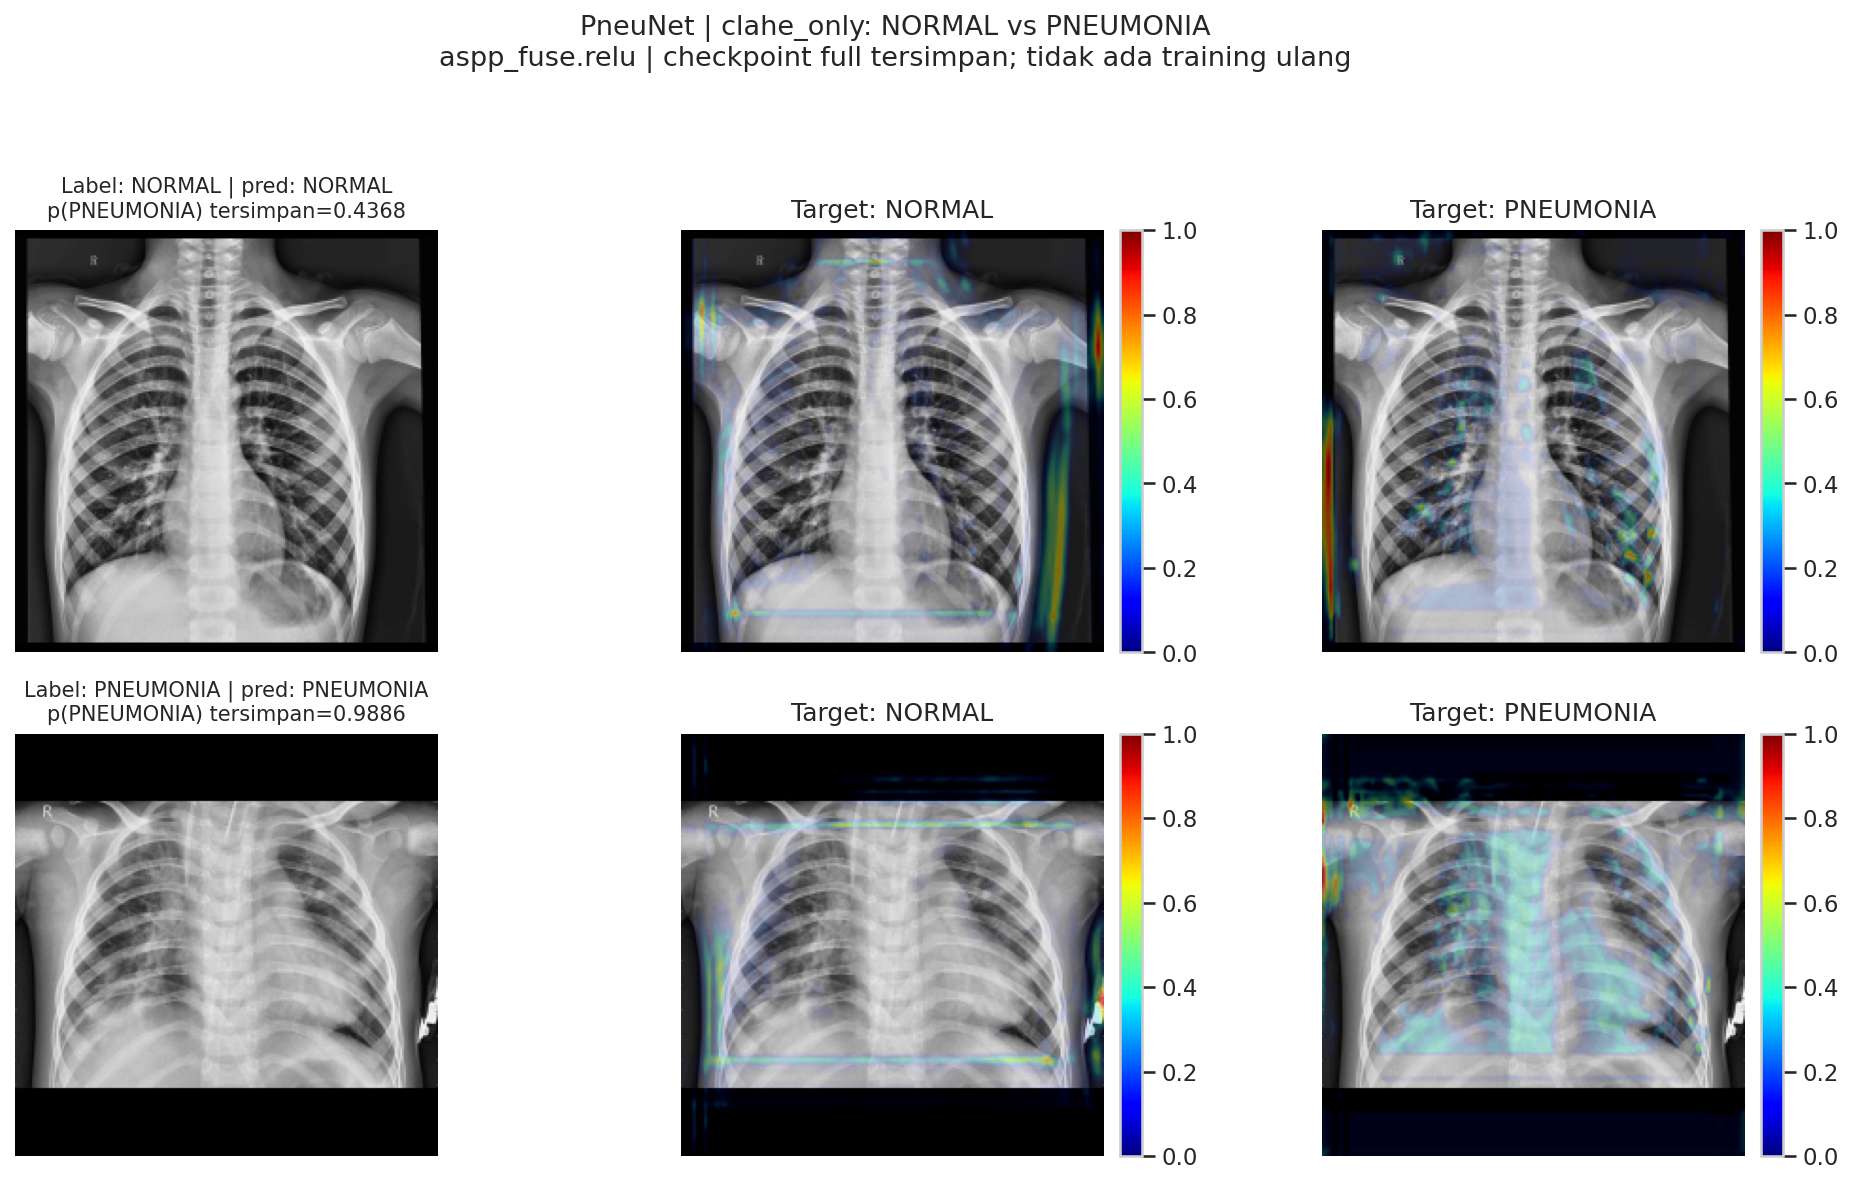 PneuNet | clahe_only: NORMAL vs PNEUMONIA
aspp_fuse.relu | checkpoint full tersimpan; tidak ada training ulang
Label: NORMAL | pred: NORMAL
p(PNEUMONIA) tersimpan=0.4368
R
Target: NORMAL
R
1.0
0.8
0.6
0.4
0.2
0.0
Target: PNEUMONIA
R
1.0
0.8
0.6
0.4
0.2
0.0
Label: PNEUMONIA | pred: PNEUMONIA
p(PNEUMONIA) tersimpan=0.9886
R
Target: NORMAL
R
1.0
0.8
0.6
0.4
0.2
0.0
Target: PNEUMONIA
R
1.0
0.8
0.6
0.4
0.2
0.0